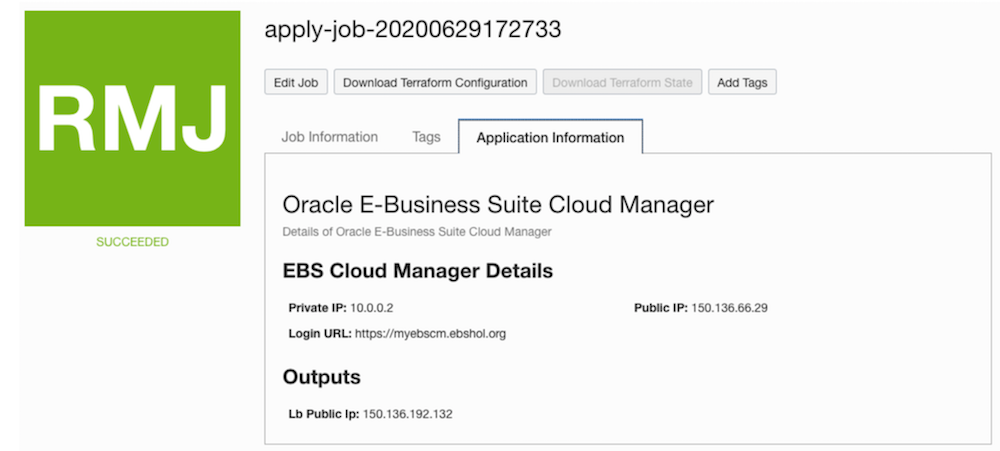 RMJ
SUCCEEDED
apply-job-20200629172733
Edit Job Download Terraform Configuration Download Terraform State Add Tags
Job Information Tags Application Information
Oracle E-Business Suite Cloud Manager
Details of Oracle E-Business Suite Cloud Manager
EBS Cloud Manager Details
Private IP: 10.0.0.2 Public IP: 150.136.66.29
Login URL: https://myebscm.ebshol.org
Outputs
Lb Public Ip: 150.136.192.132